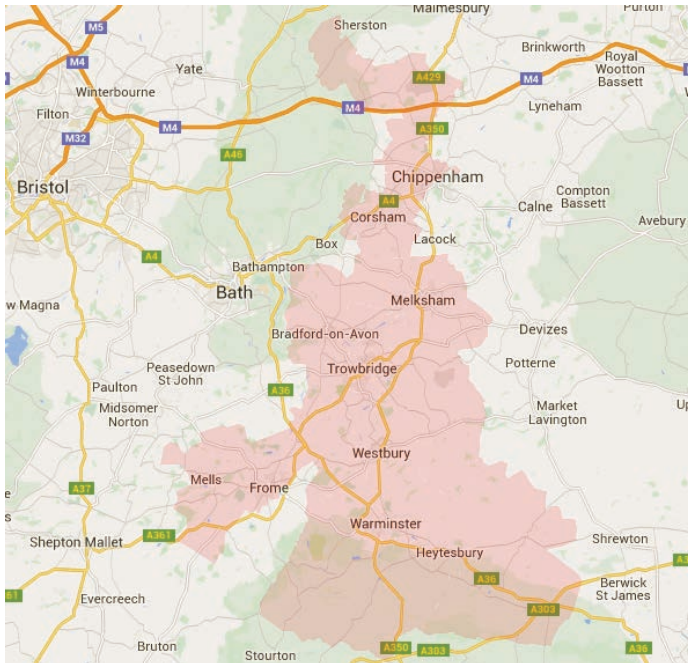 Malmesbury
Purton
Sherston
M5
M4
Yate
A429
Brinkworth
Royal
Wootton
Bassett
M4
Winterbourne
M4
Lyneham
Filton
M4
A350
M32
A46
Chippenham
Bristol
Compton
Bassett
A4
Calne
Corsham
Avebury
Box
Lacock
A4
Bathampton
Bath
Melksham
w Magna
Devizes
Bradford-on-Avon
Peasedown
St John
Trowbridge
Potterne
Paulton
A36
Midsomer
Norton
Market
Lavington
Up
Westbury
Mells
Frome
A37
Warminster
Shepton Mallet
A361
Heytesbury
Shrewton
A36
Berwick
St James
A303
61
Evercreech
Bruton
A350
A303
A36
Stourton